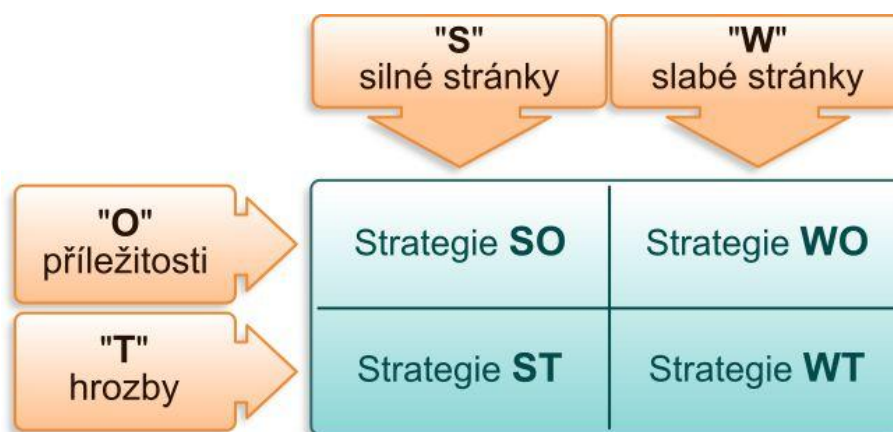 "S"
silné stránky
"W"
slabé stránky
"O"
příležitosti
Strategie SO
Strategie WO
"T"
hrozby
Strategie ST
Strategie WT